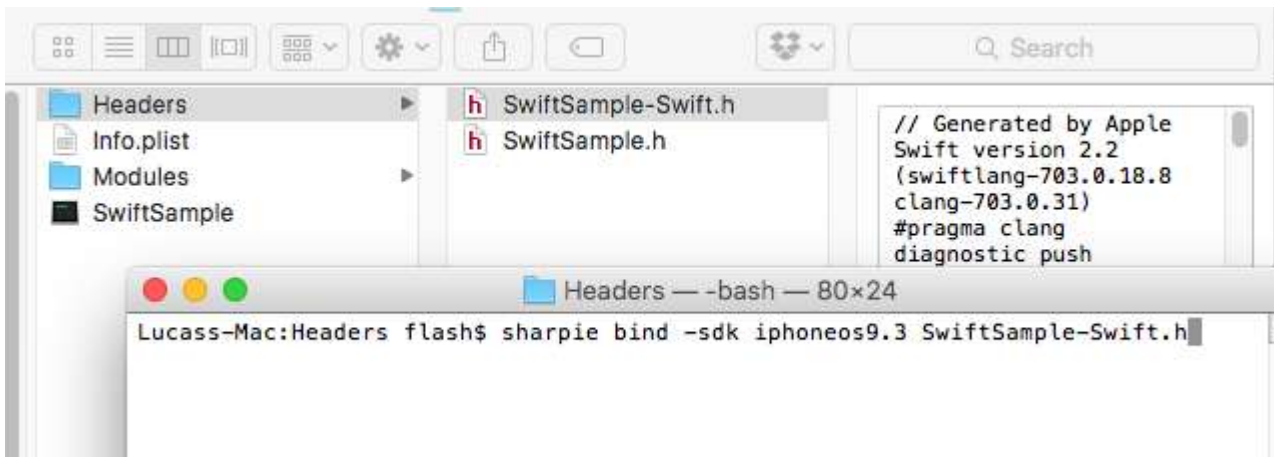 Search
Headers
Info.plist
Modules
SwiftSample
h SwiftSample-Swift.h
h SwiftSample.h
// Generated by Apple
Swift version 2.2
(swiftlang-703.0.18.8
clang-703.0.31)
#pragma clang
diagnostic push
Headers — -bash — 80×24
Lucass-Mac:Headers flash$ sharpie bind -sdk iphoneos9.3 SwiftSample-Swift.h